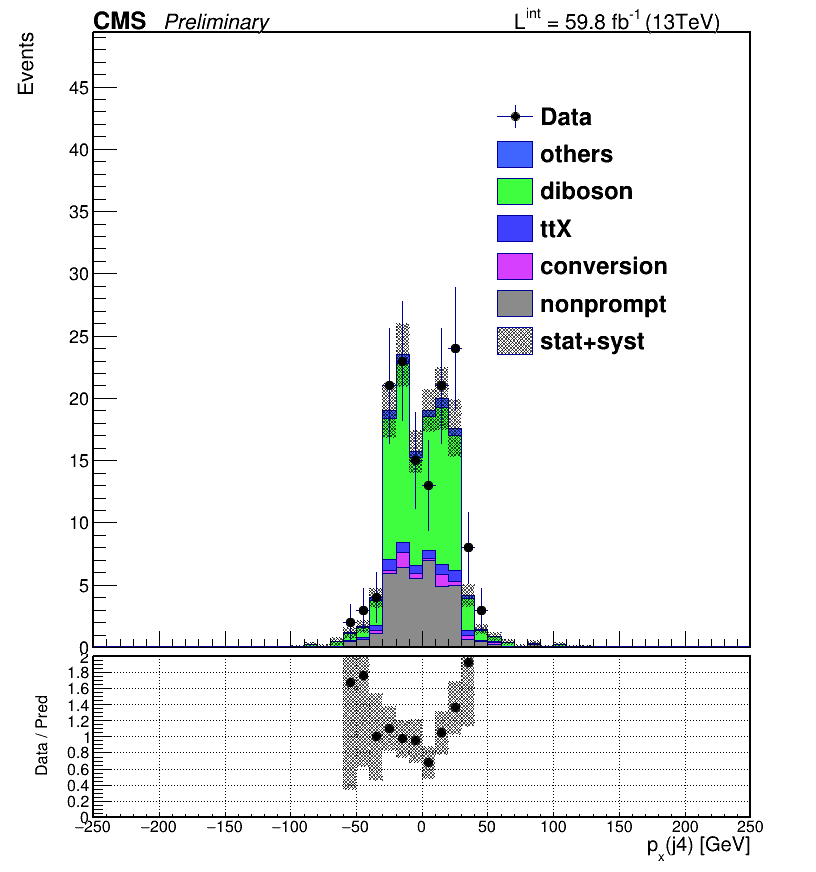 CMS Preliminary L^int = 59.8 fb^-1 (13TeV)
Events
45
40
35
30
25
20
15
10
5
0
Data
others
diboson
ttX
conversion
nonprompt
stat+syst
Data / Pred
2
1.8
1.6
1.4
1.2
1
0.8
0.6
0.4
0.2
0
−250 −200 −150 −100 −50 0 50 100 150 200 250
p_x(j4) [GeV]